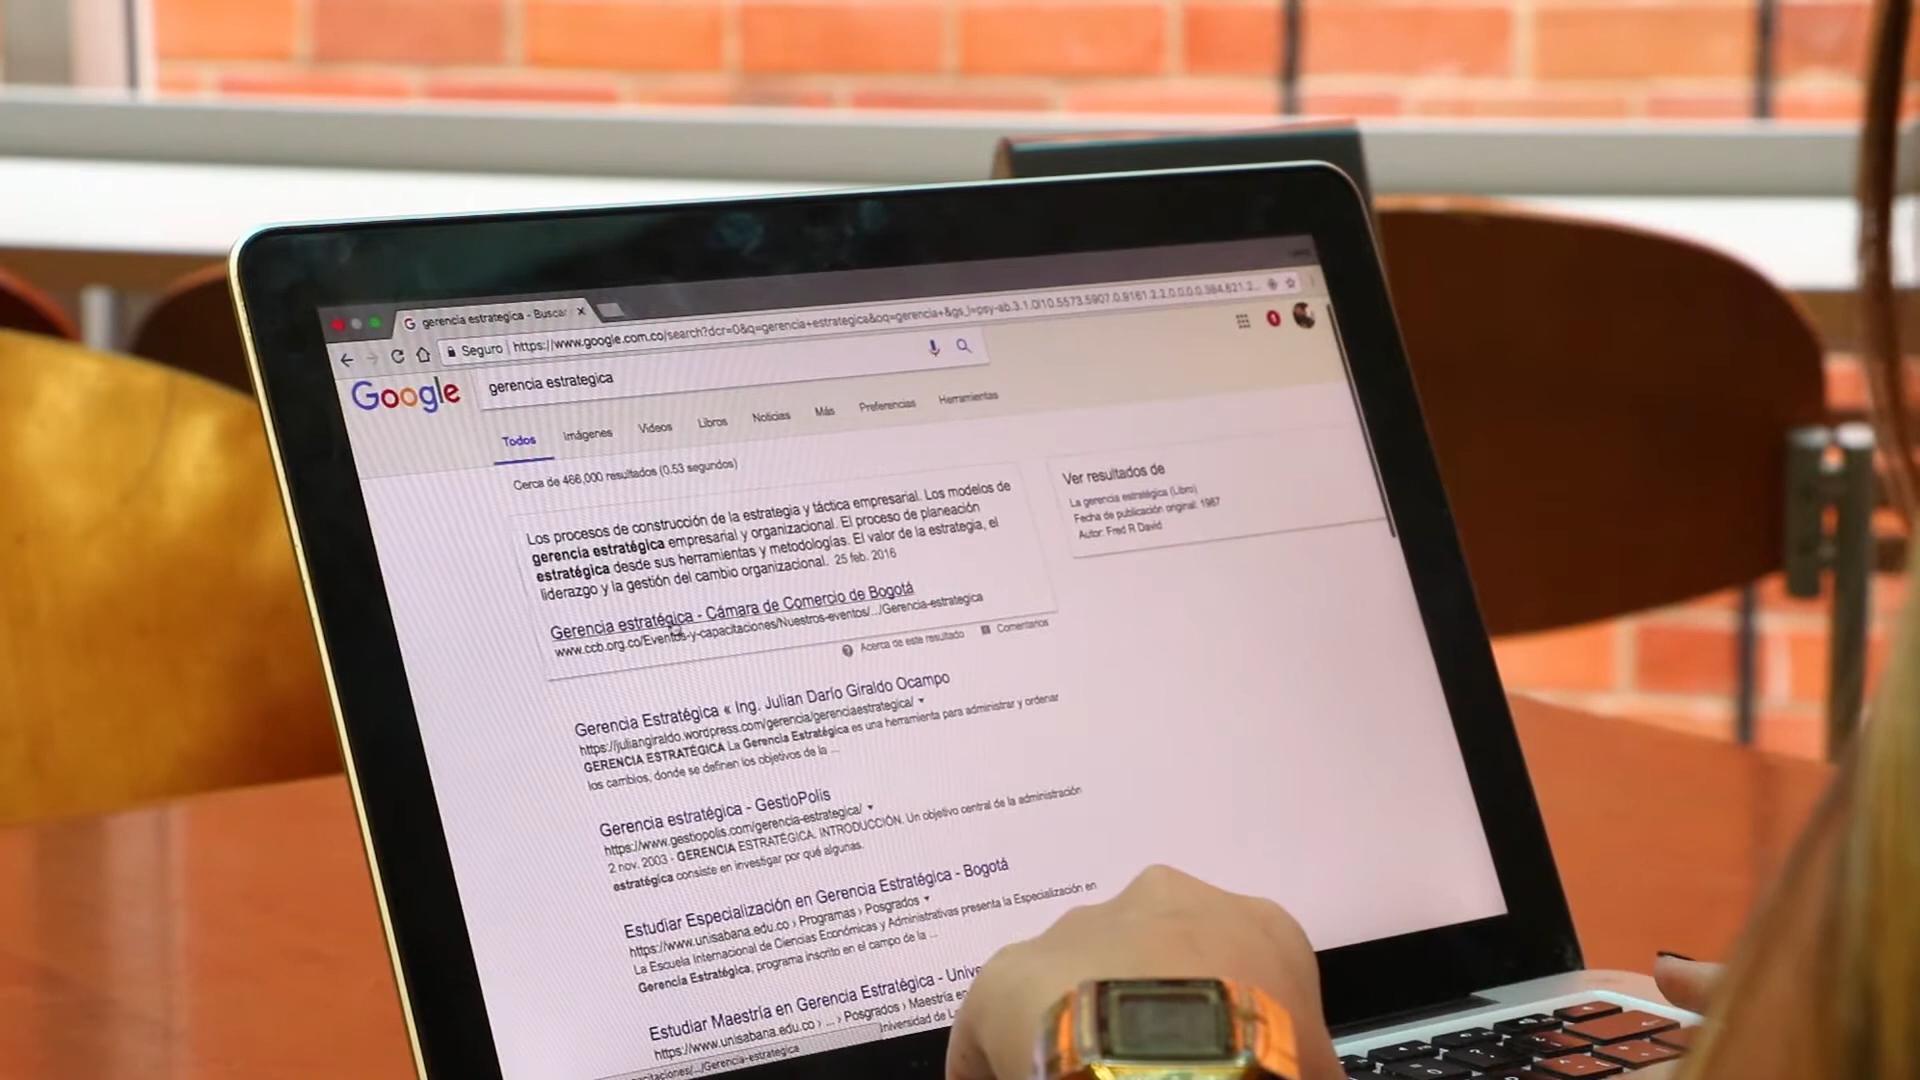 gerencia estrategica - Buscar
Seguro | https://www.google.com.co/search?dcr=0&q=gerencia+estrategica&oq=gerencia+&gs_l=psy-ab.3.1.0l10.5573.5907.0.9161.2.2.0.0.0.0.384.621.2...
Google gerencia estrategica
Todos Imágenes Videos Libros Noticias Más Preferencias Herramientas
Cerca de 466,000 resultados (0.53 segundos)
Los procesos de construcción de la estrategia y táctica empresarial. Los modelos de
gerencia estratégica empresarial y organizacional. El proceso de planeación
estratégica desde sus herramientas y metodologías. El valor de la estrategia, el
liderazgo y la gestión del cambio organizacional. 25 feb. 2016
Gerencia estratégica - Cámara de Comercio de Bogotá
www.ccb.org.co/Eventos-y-capacitaciones/Nuestros-eventos/.../Gerencia-estrategica
Acerca de este resultado Comentarios
Ver resultados de
La gerencia estratégica (Libro)
Fecha de publicación original: 1987
Autor: Fred R David
Gerencia Estratégica « Ing. Julian Darío Giraldo Ocampo
https://juliangiraldo.wordpress.com/gerencia/gerenciaestrategica/
GERENCIA ESTRATÉGICA La Gerencia Estratégica es una herramienta para administrar y ordenar
los cambios, donde se definen los objetivos de la ...
Gerencia estratégica - GestioPolis
https://www.gestiopolis.com/gerencia-estrategica/
2 nov. 2003 - GERENCIA ESTRATÉGICA. INTRODUCCIÓN. Un objetivo central de la administración
estratégica consiste en investigar por qué algunas.
Estudiar Especialización en Gerencia Estratégica - Bogotá
https://www.unisabana.edu.co › Programas › Posgrados
La Escuela Internacional de Ciencias Económicas y Administrativas presenta la Especialización en
Gerencia Estratégica, programa inscrito en el campo de la ...
Estudiar Maestría en Gerencia Estratégica - Unive
https://www.unisabana.edu.co › ... › Posgrados › Maestría en
Universidad de L
citaciones/.../Gerencia-estrategica